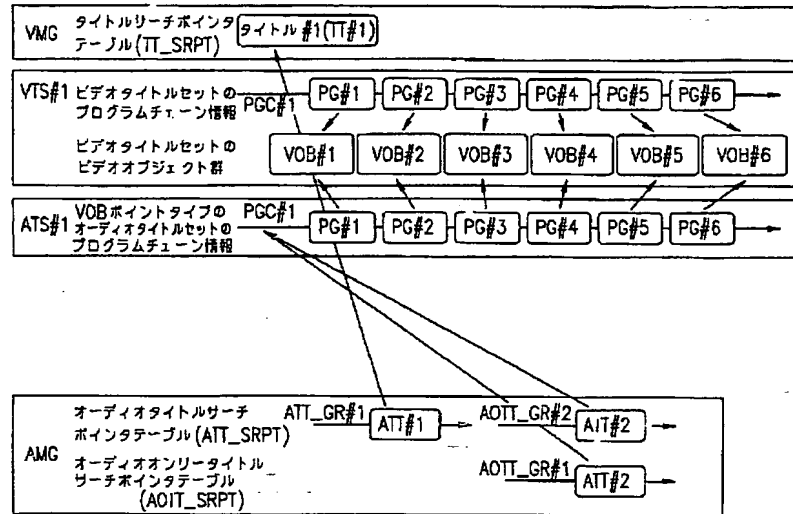 VMG
タイトルサーチポインタ
テーブル(TT_SRPT)
タイトル#1(TT#1)
VTS#1
ビデオタイトルセットの
プログラムチェーン情報
PGC#1
PG#1
PG#2
PG#3
PG#4
PG#5
PG#6
ビデオタイトルセットの
ビデオオブジェクト群
VOB#1
VOB#2
VOB#3
VOB#4
VOB#5
VOB#6
ATS#1
VOBポイントタイプの
オーディオタイトルセットの
プログラムチェーン情報
PGC#1
PG#1
PG#2
PG#3
PG#4
PG#5
PG#6
AMG
オーディオタイトルサーチ
ポインタテーブル(ATT_SRPT)
ATT_GR#1
ATT#1
AOTT_GR#2
ATT#2
オーディオオンリータイトル
サーチポインタテーブル
(AOTT_SRPT)
AOTT_GR#1
ATT#2